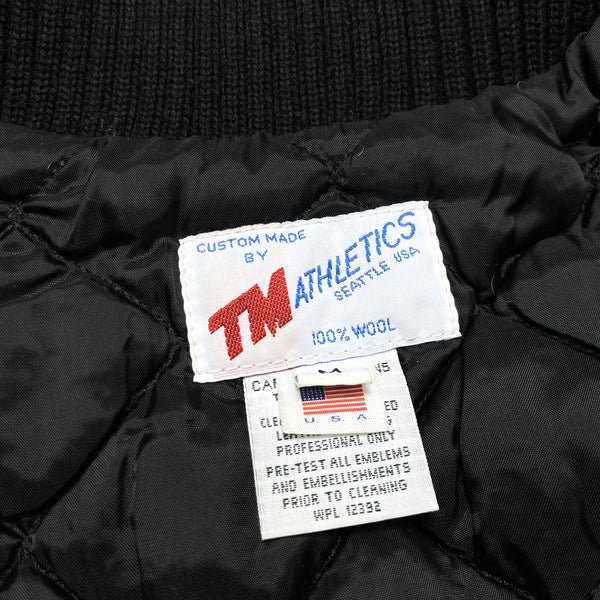 CUSTOM MADE
BY
TM ATHLETICS
SEATTLE USA
100% WOOL
M
U. S. A.
PROFESSIONAL ONLY
PRE-TEST ALL EMBLEMS
AND EMBELLISHMENTS
PRIOR TO CLEANING
WPL 12392